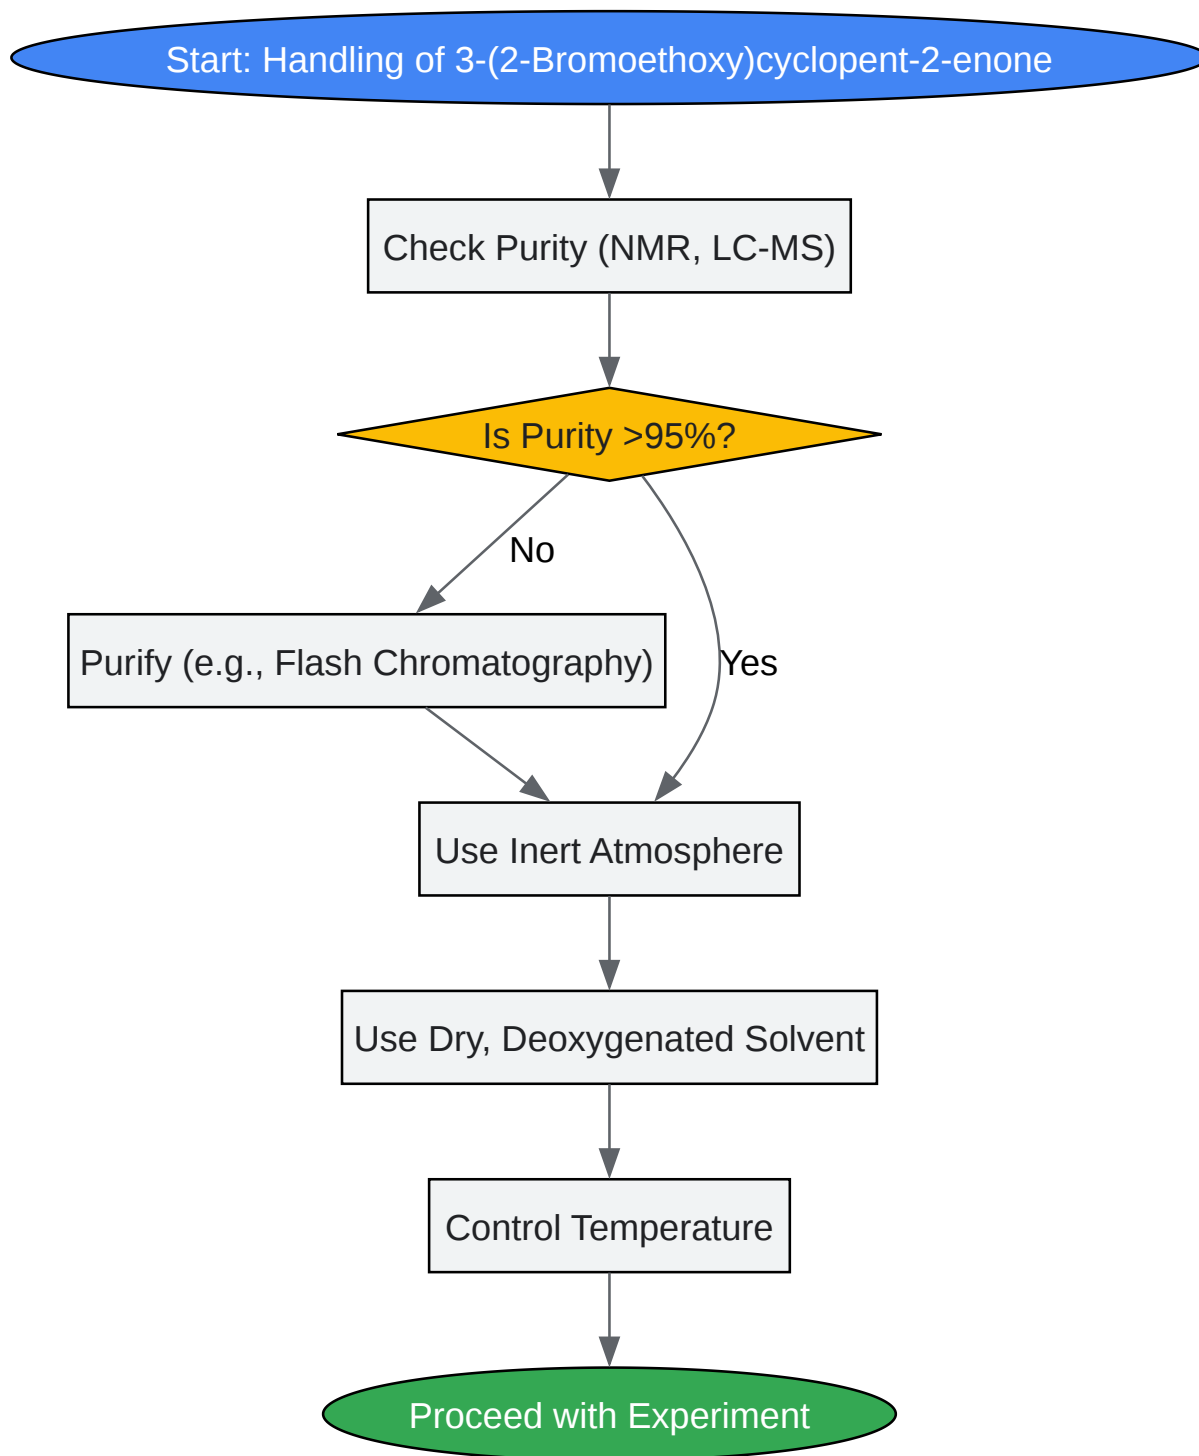 Start: Handling of 3-(2-Bromoethoxy)cyclopent-2-enone
Check Purity (NMR, LC-MS)
Is Purity >95%?
No
Purify (e.g., Flash Chromatography)
Yes
Use Inert Atmosphere
Use Dry, Deoxygenated Solvent
Control Temperature
Proceed with Experiment